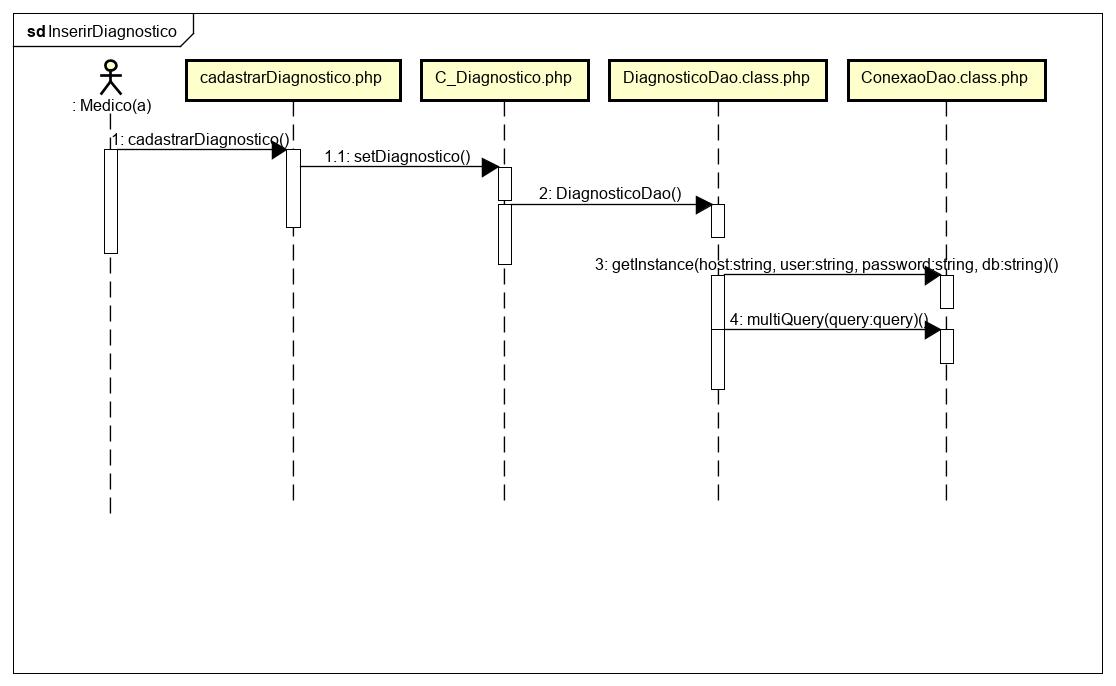 sd InserirDiagnostico
: Medico(a)
cadastrarDiagnostico.php
C_Diagnostico.php
DiagnosticoDao.class.php
ConexaoDao.class.php
1: cadastrarDiagnostico()
1.1: setDiagnostico()
2: DiagnosticoDao()
3: getInstance(host:string, user:string, password:string, db:string)()
4: multiQuery(query:query)()